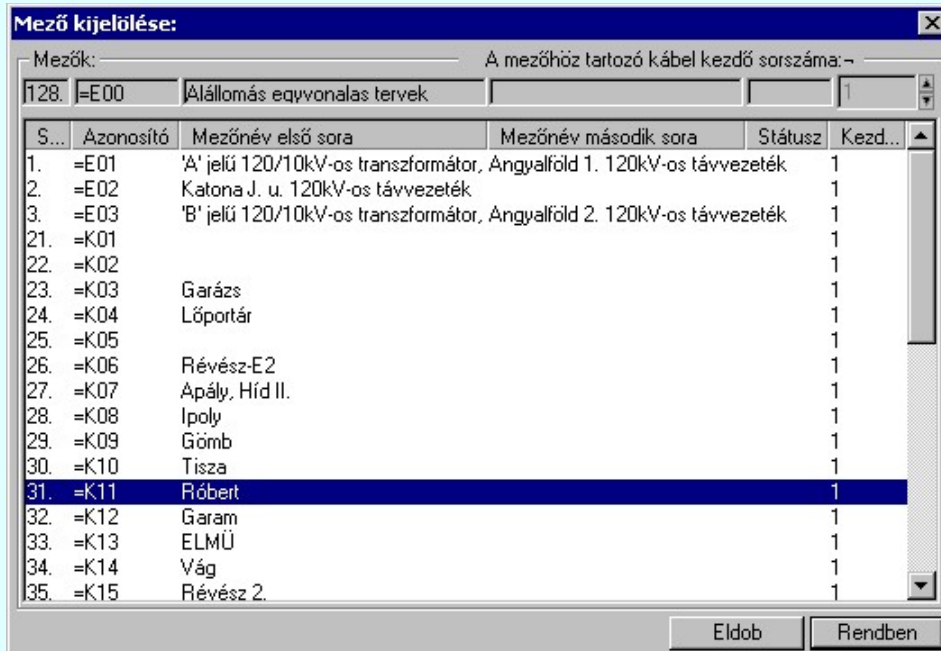 Mező kijelölése:
Mezők: A mezőhöz tartozó kábel kezdő sorszáma:¬
128. =E00 Alállomás egyvonalas tervek 1
S... Azonosító Mezőnév első sora Mezőnév második sora Státusz Kezd...
1. =E01 'A' jelű 120/10kV-os transzformátor, Angyalföld 1. 120kV-os távvezeték 1
2. =E02 Katona J. u. 120kV-os távvezeték 1
3. =E03 'B' jelű 120/10kV-os transzformátor, Angyalföld 2. 120kV-os távvezeték 1
21. =K01 1
22. =K02 1
23. =K03 Garázs 1
24. =K04 Lőportár 1
25. =K05 1
26. =K06 Révész-E2 1
27. =K07 Apály, Híd II. 1
28. =K08 Ipoly 1
29. =K09 Gömb 1
30. =K10 Tisza 1
31. =K11 Róbert 1
32. =K12 Garam 1
33. =K13 ELMÜ 1
34. =K14 Vág 1
35. =K15 Révész 2. 1
Eldob Rendben